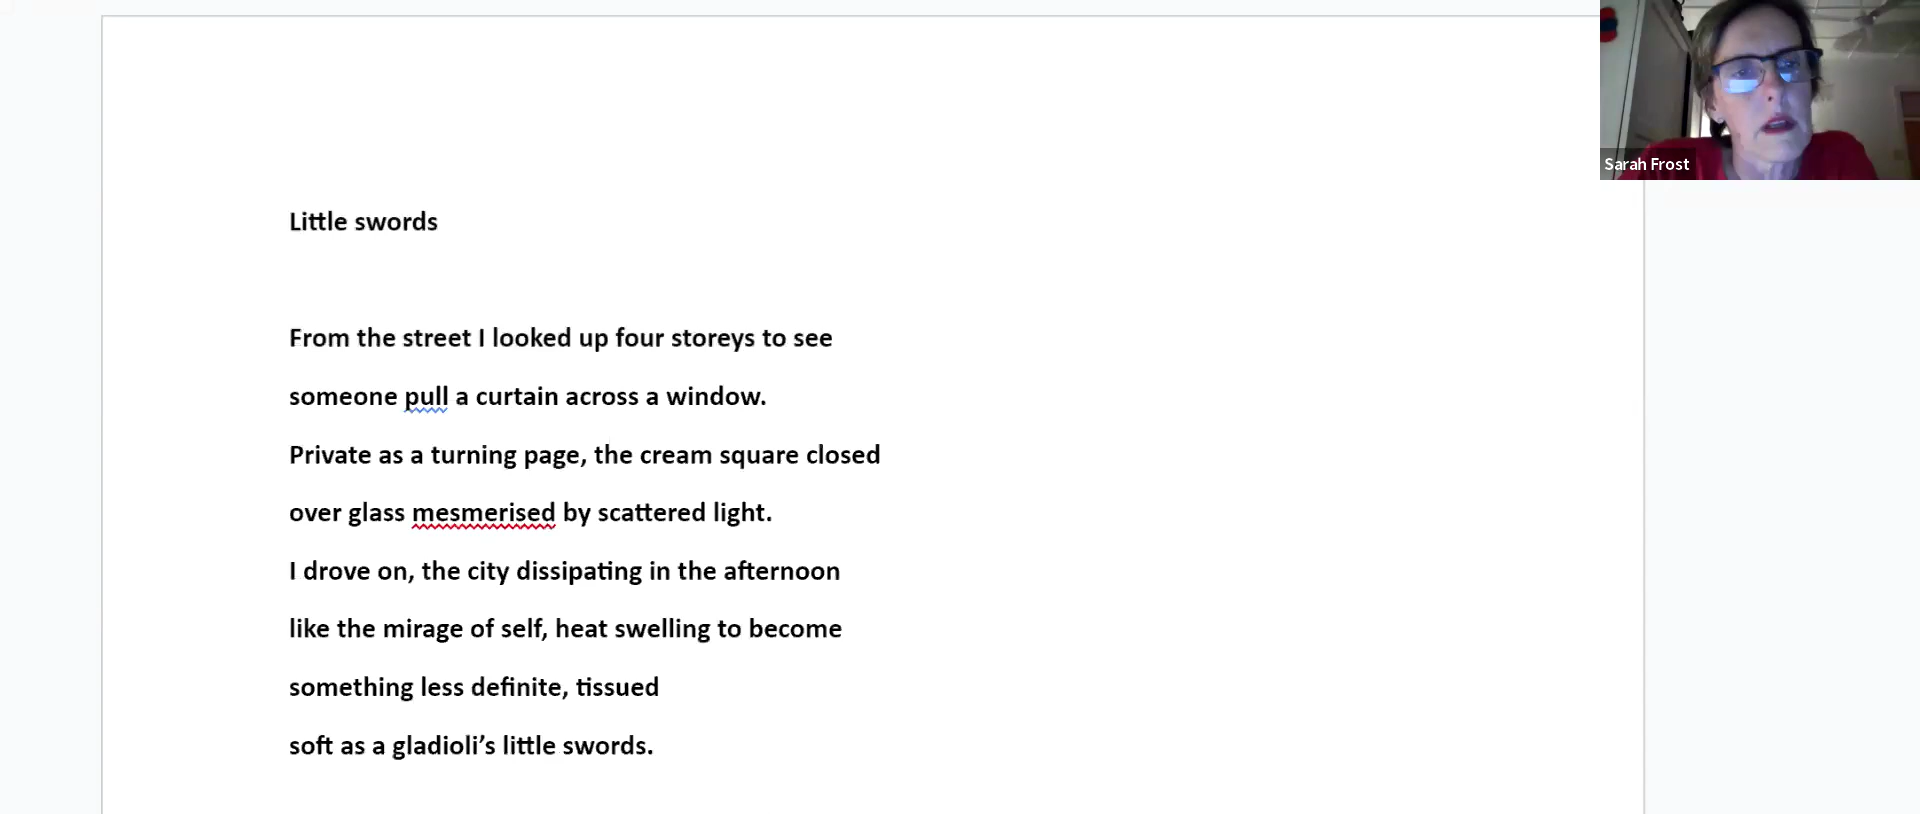 Sarah Frost
Little swords
From the street I looked up four storeys to see
someone pull a curtain across a window.
Private as a turning page, the cream square closed
over glass mesmerised by scattered light.
I drove on, the city dissipating in the afternoon
like the mirage of self, heat swelling to become
something less definite, tissued
soft as a gladioli’s little swords.